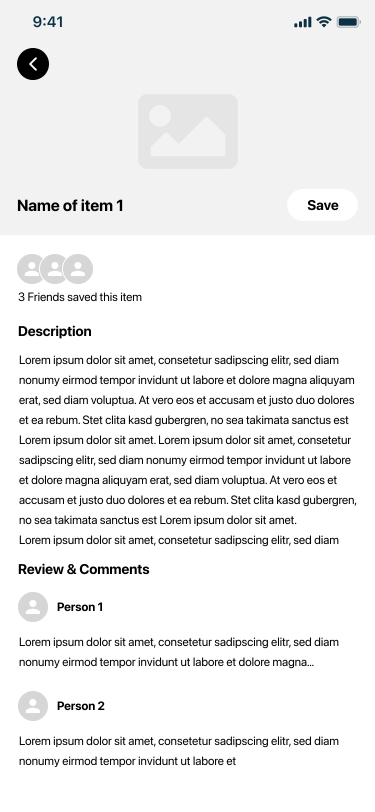 9:41
Name of item 1
Save
3 Friends saved this item
Description
Lorem ipsum dolor sit amet, consetetur sadipscing elitr, sed diam
nonumy eirmod tempor invidunt ut labore et dolore magna aliquyam
erat, sed diam voluptua. At vero eos et accusam et justo duo dolores
et ea rebum. Stet clita kasd gubergren, no sea takimata sanctus est
Lorem ipsum dolor sit amet. Lorem ipsum dolor sit amet, consetetur
sadipscing elitr, sed diam nonumy eirmod tempor invidunt ut labore
et dolore magna aliquyam erat, sed diam voluptua. At vero eos et
accusam et justo duo dolores et ea rebum. Stet clita kasd gubergren,
no sea takimata sanctus est Lorem ipsum dolor sit amet.
Lorem ipsum dolor sit amet, consetetur sadipscing elitr, sed diam
Review & Comments
Person 1
Lorem ipsum dolor sit amet, consetetur sadipscing elitr, sed diam
nonumy eirmod tempor invidunt ut labore et dolore magna...
Person 2
Lorem ipsum dolor sit amet, consetetur sadipscing elitr, sed diam
nonumy eirmod tempor invidunt ut labore et